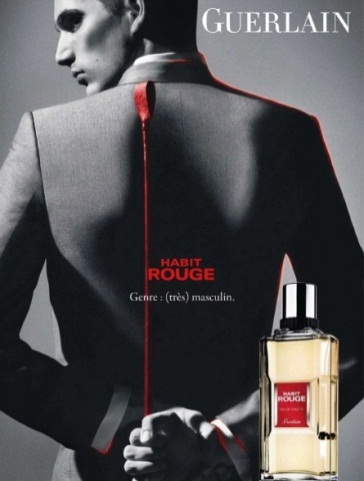 GUERLAIN
HABIT
ROUGE
Genre : (très) masculin.
HABIT
ROUGE
Guerlain